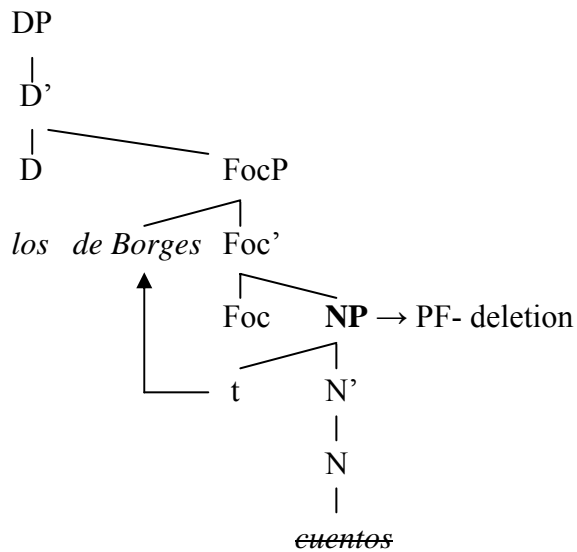 DP
D’
D FocP
los de Borges Foc’
Foc NP → PF- deletion
t N’
N
cuentos